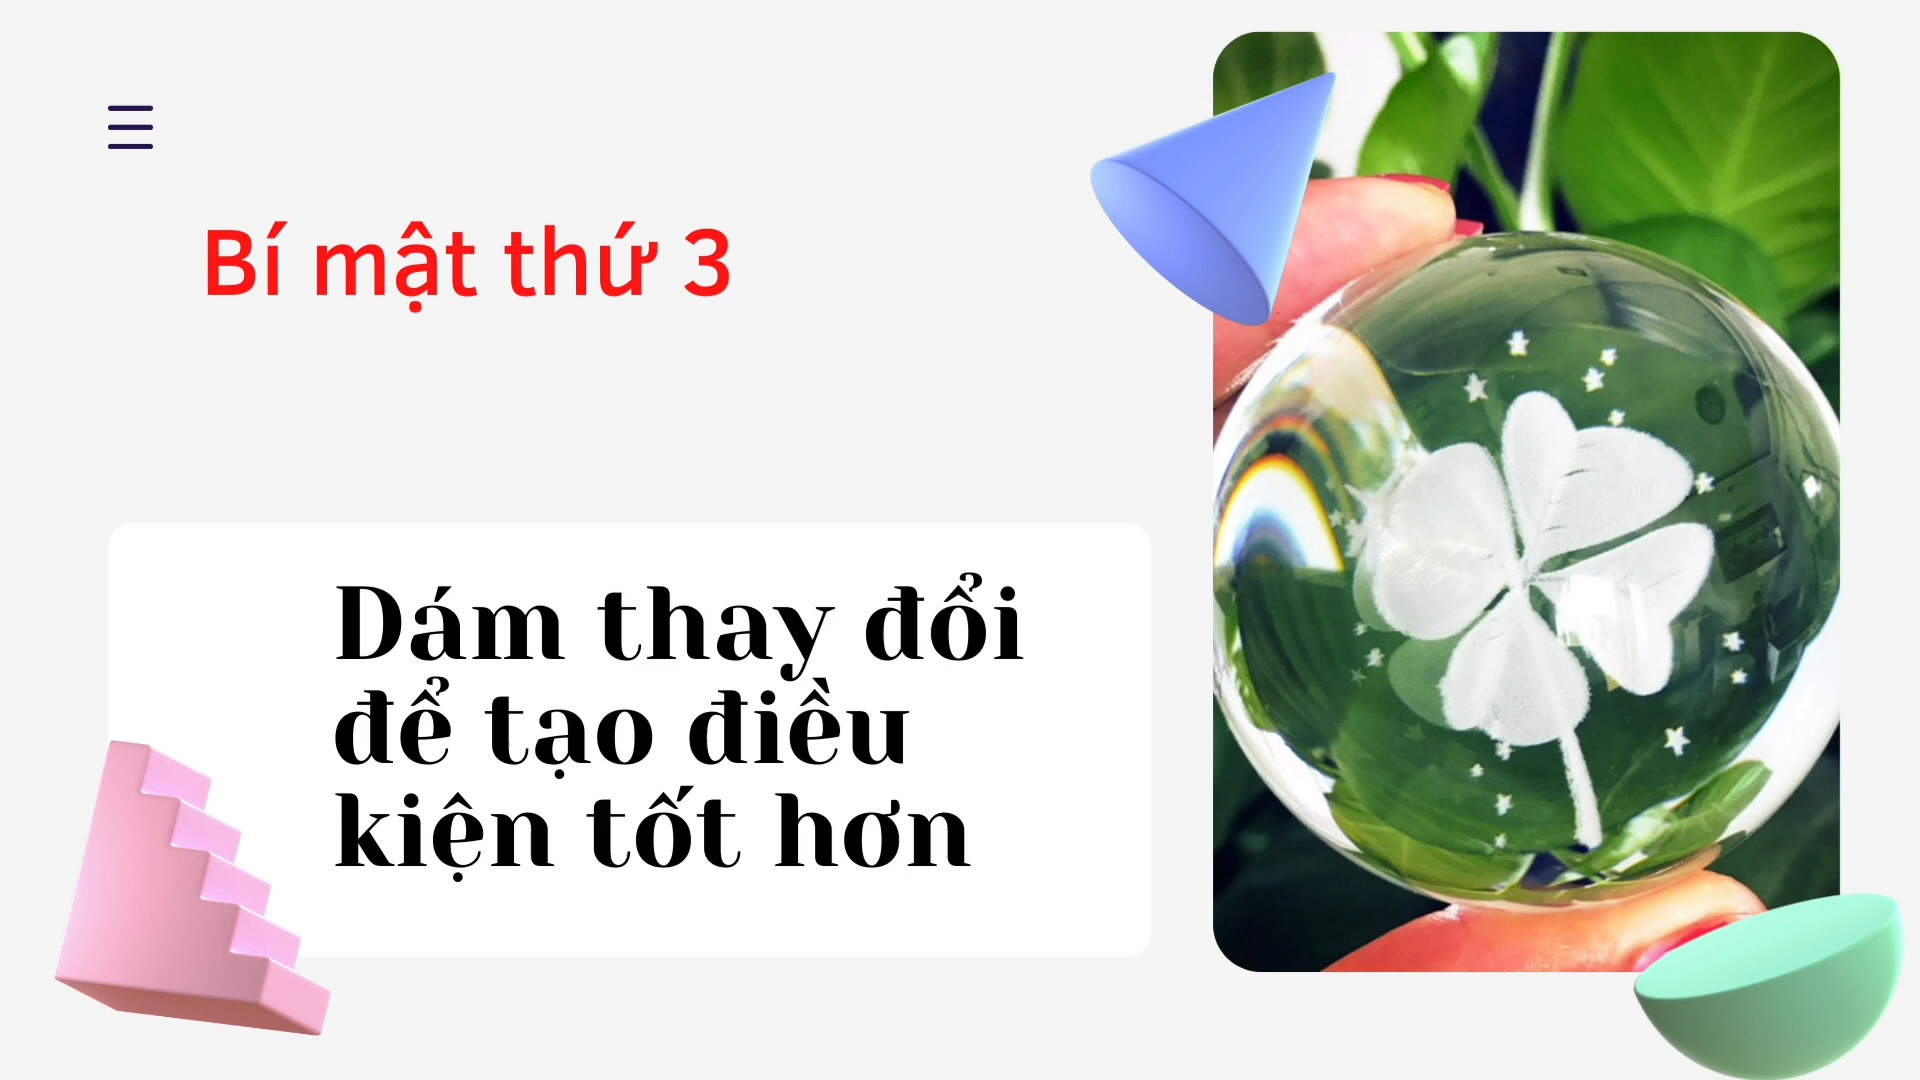 Bí mật thứ 3
Dám thay đổi
để tạo điều
kiện tốt hơn